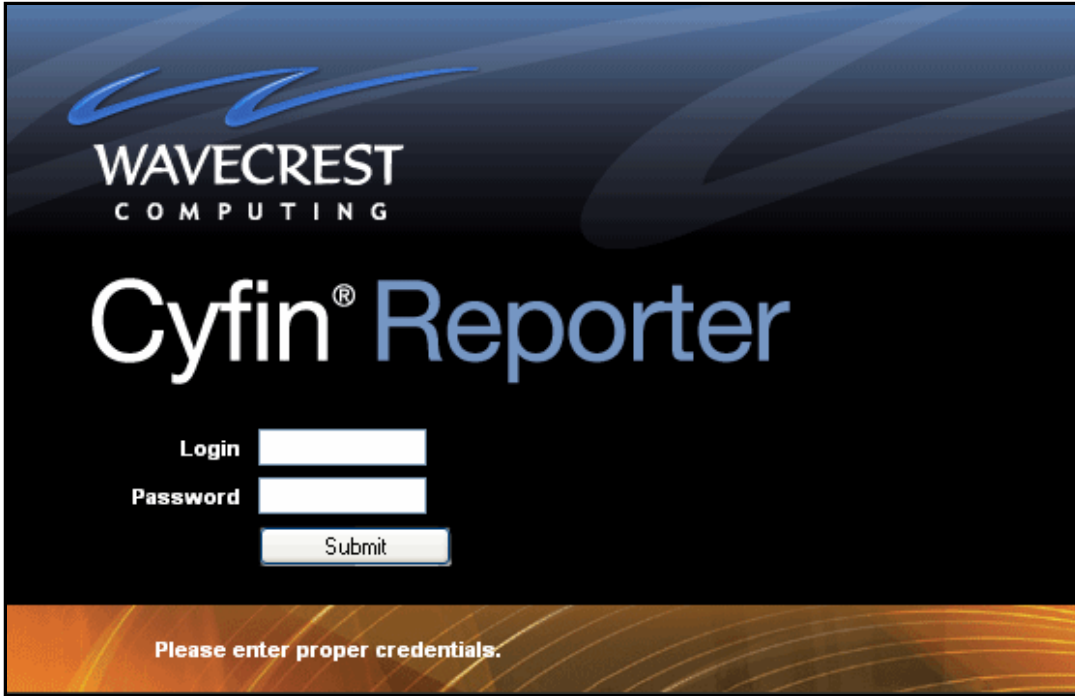 WAVECREST
COMPUTING
Cyfin® Reporter
Login
Password
Submit
Please enter proper credentials.